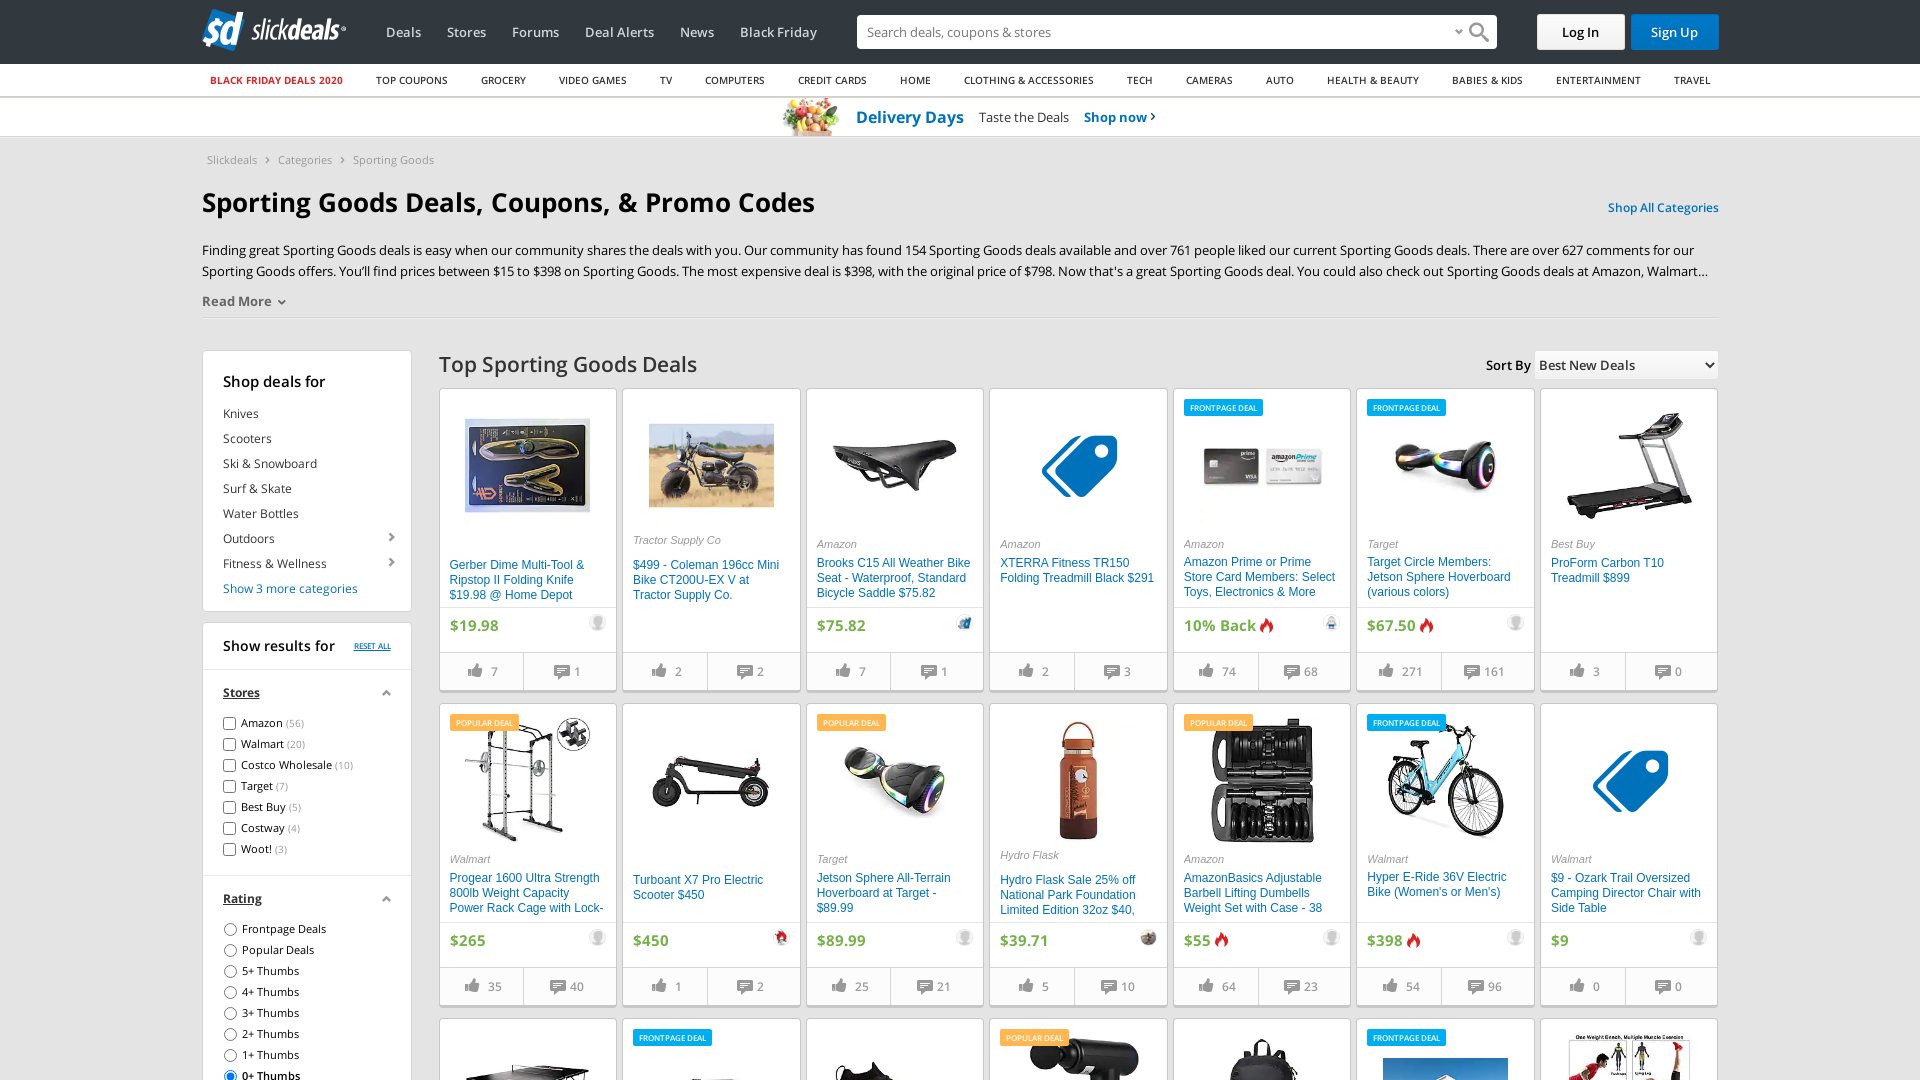 sd slickdeals
Deals
Stores
Forums
Deal Alerts
News
Black Friday
Search deals, coupons & stores
Log In
Sign Up
BLACK FRIDAY DEALS 2020
TOP COUPONS
GROCERY
VIDEO GAMES
TV
COMPUTERS
CREDIT CARDS
HOME
CLOTHING & ACCESSORIES
TECH
CAMERAS
AUTO
HEALTH & BEAUTY
BABIES & KIDS
ENTERTAINMENT
TRAVEL
Delivery Days Taste the Deals Shop now
Slickdeals
Categories
Sporting Goods
Sporting Goods Deals, Coupons, & Promo Codes
Shop All Categories
Finding great Sporting Goods deals is easy when our community shares the deals with you. Our community has found 154 Sporting Goods deals available and over 761 people liked our current Sporting Goods deals. There are over 627 comments for our
Sporting Goods offers. You’ll find prices between $15 to $398 on Sporting Goods. The most expensive deal is $398, with the original price of $798. Now that's a great Sporting Goods deal. You could also check out Sporting Goods deals at Amazon, Walmart…
Read More
Shop deals for
Knives
Scooters
Ski & Snowboard
Surf & Skate
Water Bottles
Outdoors
Fitness & Wellness
Show 3 more categories
Show results for
RESET ALL
Stores
Amazon (56)
Walmart (20)
Costco Wholesale (10)
Target (7)
Best Buy (5)
Costway (4)
Woot! (3)
Rating
Frontpage Deals
Popular Deals
5+ Thumbs
4+ Thumbs
3+ Thumbs
2+ Thumbs
1+ Thumbs
0+ Thumbs
Top Sporting Goods Deals
Sort By
Best New Deals
Gerber Dime Multi-Tool &
Ripstop II Folding Knife
$19.98 @ Home Depot
$19.98
7
1
Tractor Supply Co
$499 - Coleman 196cc Mini
Bike CT200U-EX V at
Tractor Supply Co.
2
2
Amazon
Brooks C15 All Weather Bike
Seat - Waterproof, Standard
Bicycle Saddle $75.82
$75.82
7
1
Amazon
XTERRA Fitness TR150
Folding Treadmill Black $291
2
3
FRONTPAGE DEAL
Amazon
Amazon Prime or Prime
Store Card Members: Select
Toys, Electronics & More
10% Back
74
68
FRONTPAGE DEAL
Target
Target Circle Members:
Jetson Sphere Hoverboard
(various colors)
$67.50
271
161
Best Buy
ProForm Carbon T10
Treadmill $899
3
0
POPULAR DEAL
Walmart
Progear 1600 Ultra Strength
800lb Weight Capacity
Power Rack Cage with Lock-
$265
35
40
Turboant X7 Pro Electric
Scooter $450
$450
1
2
POPULAR DEAL
Target
Jetson Sphere All-Terrain
Hoverboard at Target -
$89.99
$89.99
25
21
Hydro Flask
Hydro Flask Sale 25% off
National Park Foundation
Limited Edition 32oz $40,
$39.71
5
10
POPULAR DEAL
Amazon
AmazonBasics Adjustable
Barbell Lifting Dumbells
Weight Set with Case - 38
$55
64
23
FRONTPAGE DEAL
Walmart
Hyper E-Ride 36V Electric
Bike (Women's or Men's)
$398
54
96
Walmart
$9 - Ozark Trail Oversized
Camping Director Chair with
Side Table
$9
0
0
FRONTPAGE DEAL
POPULAR DEAL
FRONTPAGE DEAL
One Weight Bench, Multiple Muscle Exercises